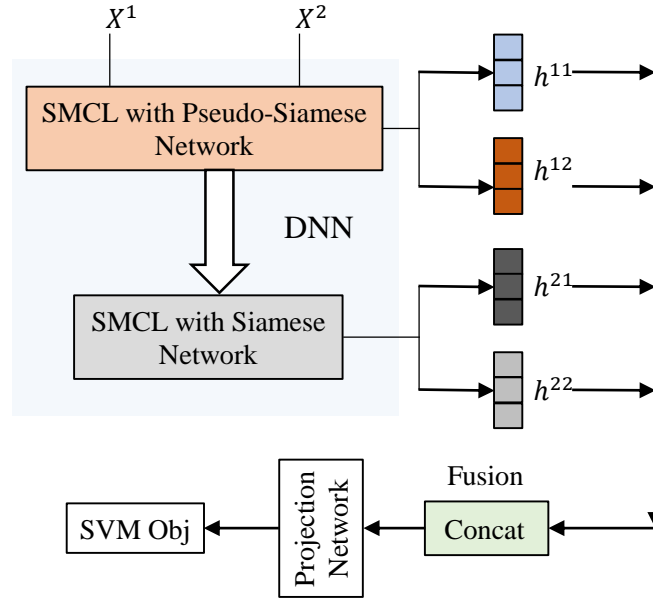 X¹ X²
SMCL with Pseudo-Siamese
Network
DNN
SMCL with Siamese
Network
h¹¹
h¹²
h²¹
h²²
Fusion
SVM Obj
Projection
Network
Concat